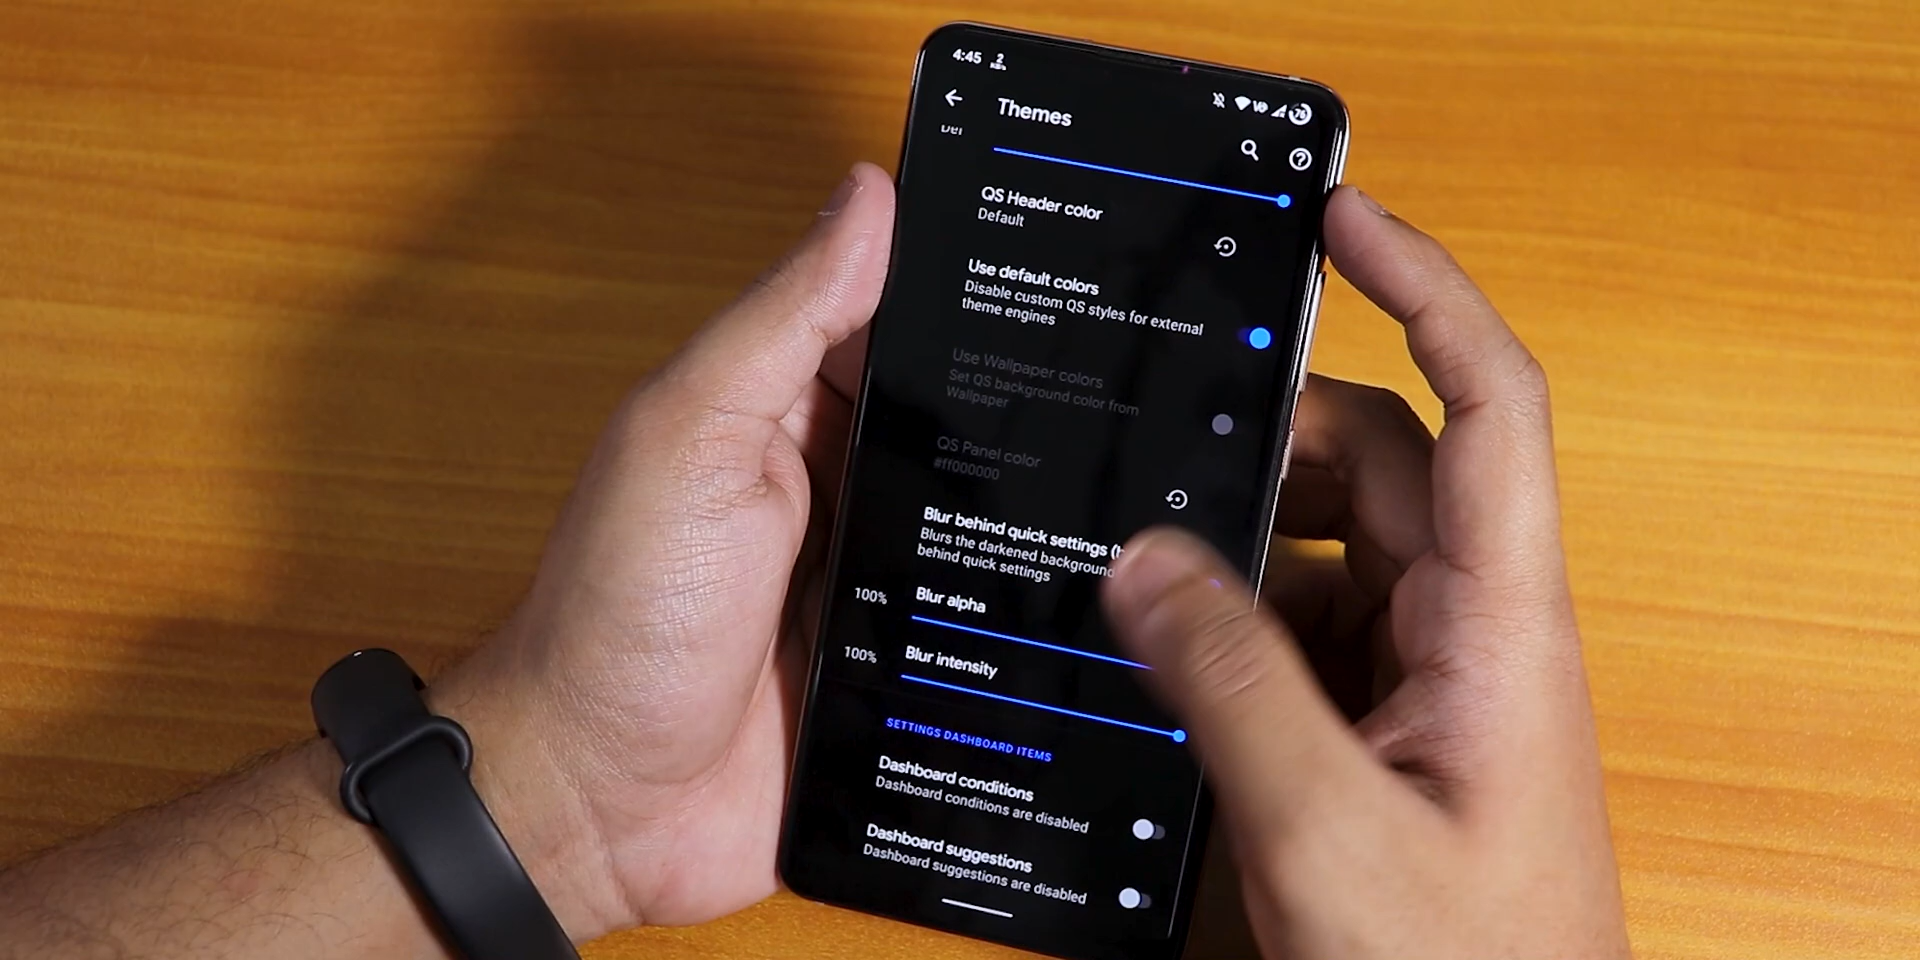 4:45
2
KB/s
76
Themes
QS Header color
Default
Use default colors
Disable custom QS styles for external
theme engines
Use Wallpaper colors
Set QS background color from
Wallpaper
QS Panel color
#ff000000
Blur behind quick settings
Blurs the darkened background
behind quick settings
100%
Blur alpha
100%
Blur intensity
SETTINGS DASHBOARD ITEMS
Dashboard conditions
Dashboard conditions are disabled
Dashboard suggestions
Dashboard suggestions are disabled